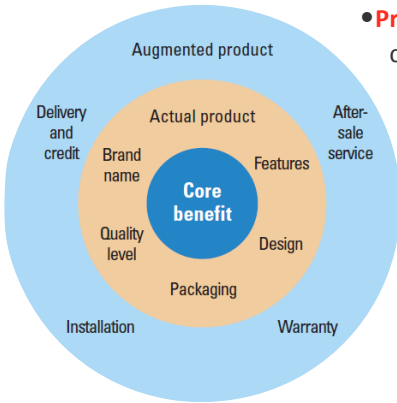 •Pr
c
Augmented product
Delivery
and
credit
After-
sale
service
Actual product
Brand
name
Features
Core
benefit
Quality
level
Design
Packaging
Installation
Warranty